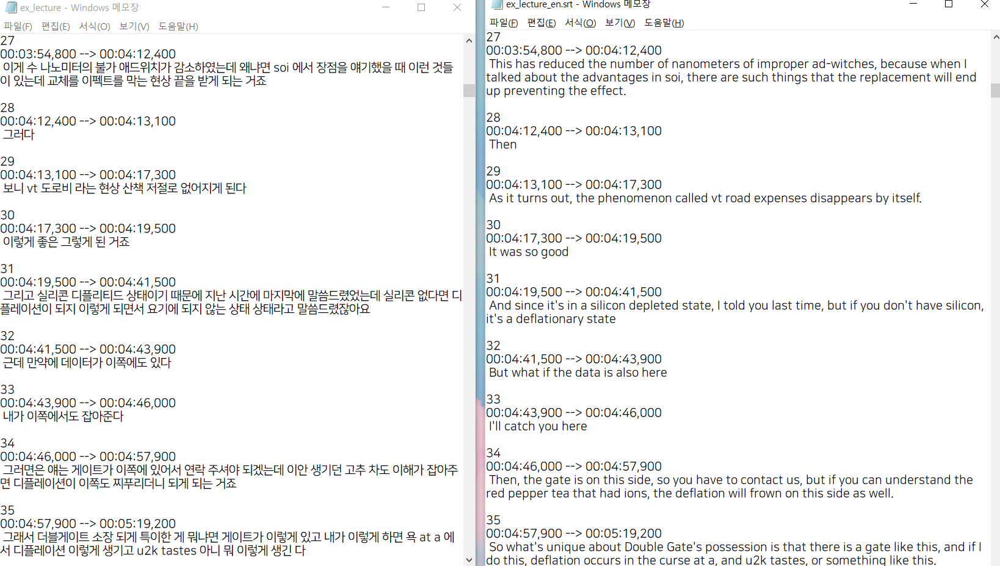 ex_lecture - Windows 메모장
파일(F) 편집(E) 서식(O) 보기(V) 도움말(H)
27
00:03:54,800 --> 00:04:12,400
이게 수 나노미터의 불가 애드위치가 감소하였는데 왜냐면 soi 에서 장점을 얘기했을 때 이런 것들
이 있는데 교체를 이펙트를 막는 현상 끝을 받게 되는 거죠
28
00:04:12,400 --> 00:04:13,100
그러다
29
00:04:13,100 --> 00:04:17,300
보니 vt 도로비 라는 현상 산책 저절로 없어지게 된다
30
00:04:17,300 --> 00:04:19,500
이렇게 좋은 그렇게 된 거죠
31
00:04:19,500 --> 00:04:41,500
그리고 실리콘 디플리티드 상태이기 때문에 지난 시간에 마지막에 말씀드렸었는데 실리콘 없다면 디
플레이션이 되지 이렇게 되면서 요기에 되지 않는 상태 상태라고 말씀드렸잖아요
32
00:04:41,500 --> 00:04:43,900
근데 만약에 데이터가 이쪽에도 있다
33
00:04:43,900 --> 00:04:46,000
내가 이쪽에서도 잡아준다
34
00:04:46,000 --> 00:04:57,900
그러면은 얘는 게이트가 이쪽에 있어서 연락 주셔야 되겠는데 이안 생기던 고추 차도 이해가 잡아주
면 디플레이션이 이쪽도 찌푸리더니 되게 되는 거죠
35
00:04:57,900 --> 00:05:19,200
그래서 더블게이트 소장 되게 특이한 게 뭐냐면 게이트가 이렇게 있고 내가 이렇게 하면 욕 at a 에
서 디플레이션 이렇게 생기고 u2k tastes 아니 뭐 이렇게 생긴 다
ex_lecture_en.srt - Windows 메모장
파일(F) 편집(E) 서식(O) 보기(V) 도움말(H)
27
00:03:54,800 --> 00:04:12,400
This has reduced the number of nanometers of improper ad-witches, because when I
talked about the advantages in soi, there are such things that the replacement will end
up preventing the effect.
28
00:04:12,400 --> 00:04:13,100
Then
29
00:04:13,100 --> 00:04:17,300
As it turns out, the phenomenon called vt road expenses disappears by itself.
30
00:04:17,300 --> 00:04:19,500
It was so good
31
00:04:19,500 --> 00:04:41,500
And since it's in a silicon depleted state, I told you last time, but if you don't have silicon,
it's a deflationary state
32
00:04:41,500 --> 00:04:43,900
But what if the data is also here
33
00:04:43,900 --> 00:04:46,000
I'll catch you here
34
00:04:46,000 --> 00:04:57,900
Then, the gate is on this side, so you have to contact us, but if you can understand the
red pepper tea that had ions, the deflation will frown on this side as well.
35
00:04:57,900 --> 00:05:19,200
So what's unique about Double Gate's possession is that there is a gate like this, and if I
do this, deflation occurs in the curse at a, and u2k tastes, or something like this.